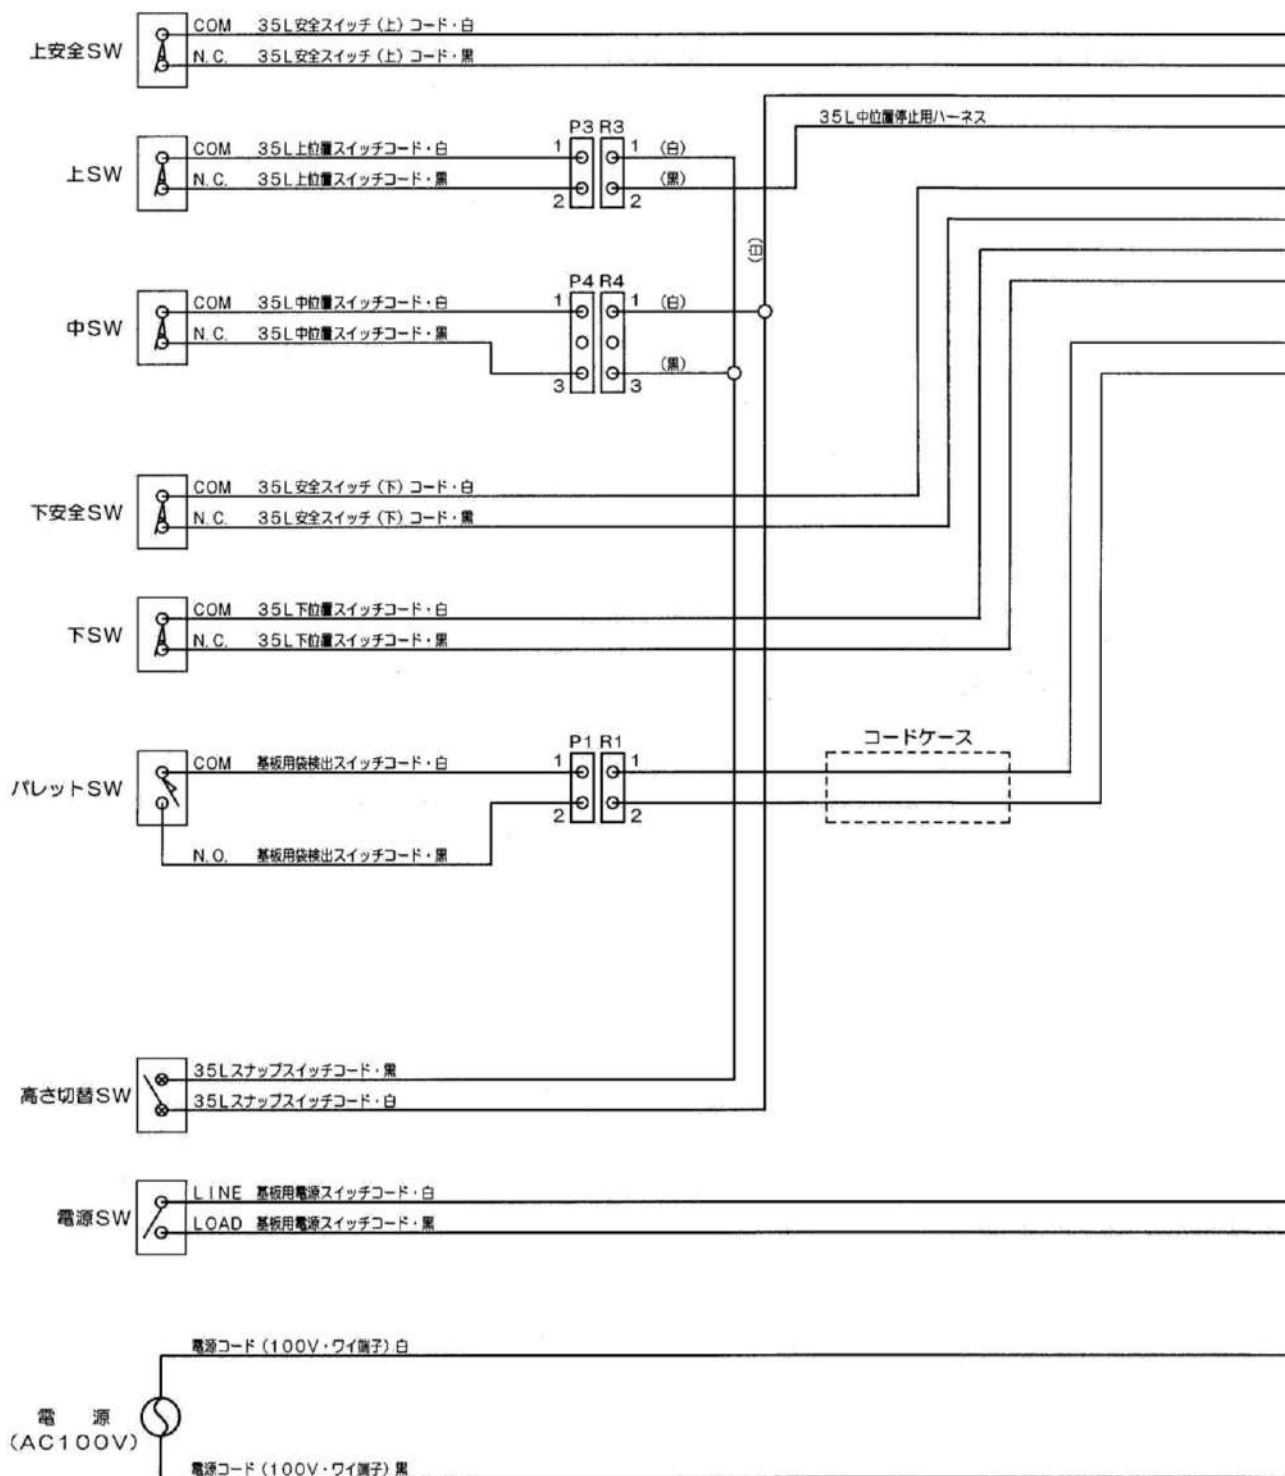 COM 35L安全スイッチ(上)コード・白
上安全SW
N.C. 35L安全スイッチ(上)コード・黒
35L中位置停止用ハーネス
P3 R3
COM 35L上位置スイッチコード・白 1 1 (白)
上SW
N.C. 35L上位置スイッチコード・黒 2 2 (黒)
(白)
P4 R4
COM 35L中位置スイッチコード・白 1 1 (白)
中SW
N.C. 35L中位置スイッチコード・黒
3 3 (黒)
COM 35L安全スイッチ(下)コード・白
下安全SW
N.C. 35L安全スイッチ(下)コード・黒
COM 35L下位置スイッチコード・白
下SW
N.C. 35L下位置スイッチコード・黒
P1 R1
コードケース
COM 基板用袋検出スイッチコード・白 1 1
パレットSW
2 2
N.O. 基板用袋検出スイッチコード・黒
35Lスナップスイッチコード・黒
高さ切替SW
35Lスナップスイッチコード・白
LINE 基板用電源スイッチコード・白
電源SW
LOAD 基板用電源スイッチコード・黒
電源コード(100V・ワイ端子)白
電 源
(AC100V)
電源コード(100V・ワイ端子)黒